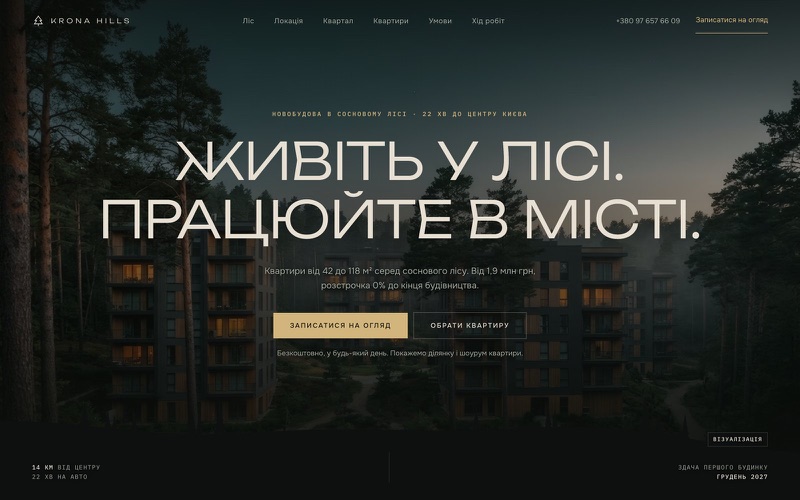 KRONA HILLS
Ліс
Локація
Квартал
Квартири
Умови
Хід робіт
+380 97 657 66 09
Записатися на огляд
НОВОБУДОВА В СОСНОВОМУ ЛІСІ · 22 ХВ ДО ЦЕНТРУ КИЄВА
ЖИВІТЬ У ЛІСІ.
ПРАЦЮЙТЕ В МІСТІ.
Квартири від 42 до 118 м² серед соснового лісу. Від 1,9 млн грн,
розстрочка 0% до кінця будівництва.
ЗАПИСАТИСЯ НА ОГЛЯД
ОБРАТИ КВАРТИРУ
Безкоштовно, у будь-який день. Покажемо ділянку і шоурум квартири.
ВІЗУАЛІЗАЦІЯ
14 КМ ВІД ЦЕНТРУ
22 ХВ НА АВТО
ЗДАЧА ПЕРШОГО БУДИНКУ
ГРУДЕНЬ 2027